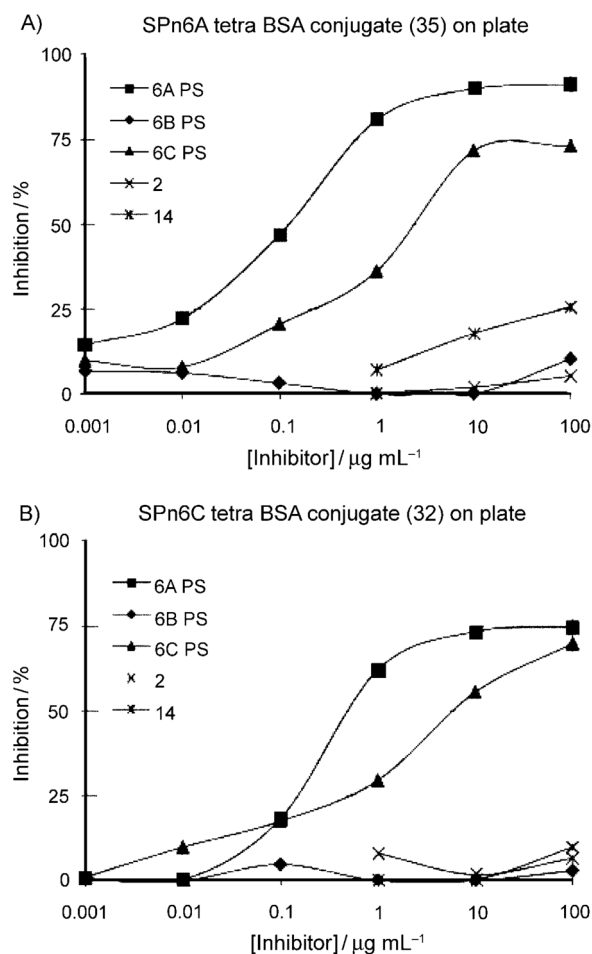 A) SPn6A tetra BSA conjugate (35) on plate
100
75
50
25
0
Inhibition / %
6A PS
6B PS
6C PS
2
14
0.001 0.01 0.1 1 10 100
[Inhibitor] / μg mL⁻¹
B) SPn6C tetra BSA conjugate (32) on plate
100
75
50
25
0
Inhibition / %
6A PS
6B PS
6C PS
2
14
0.001 0.01 0.1 1 10 100
[Inhibitor] / μg mL⁻¹